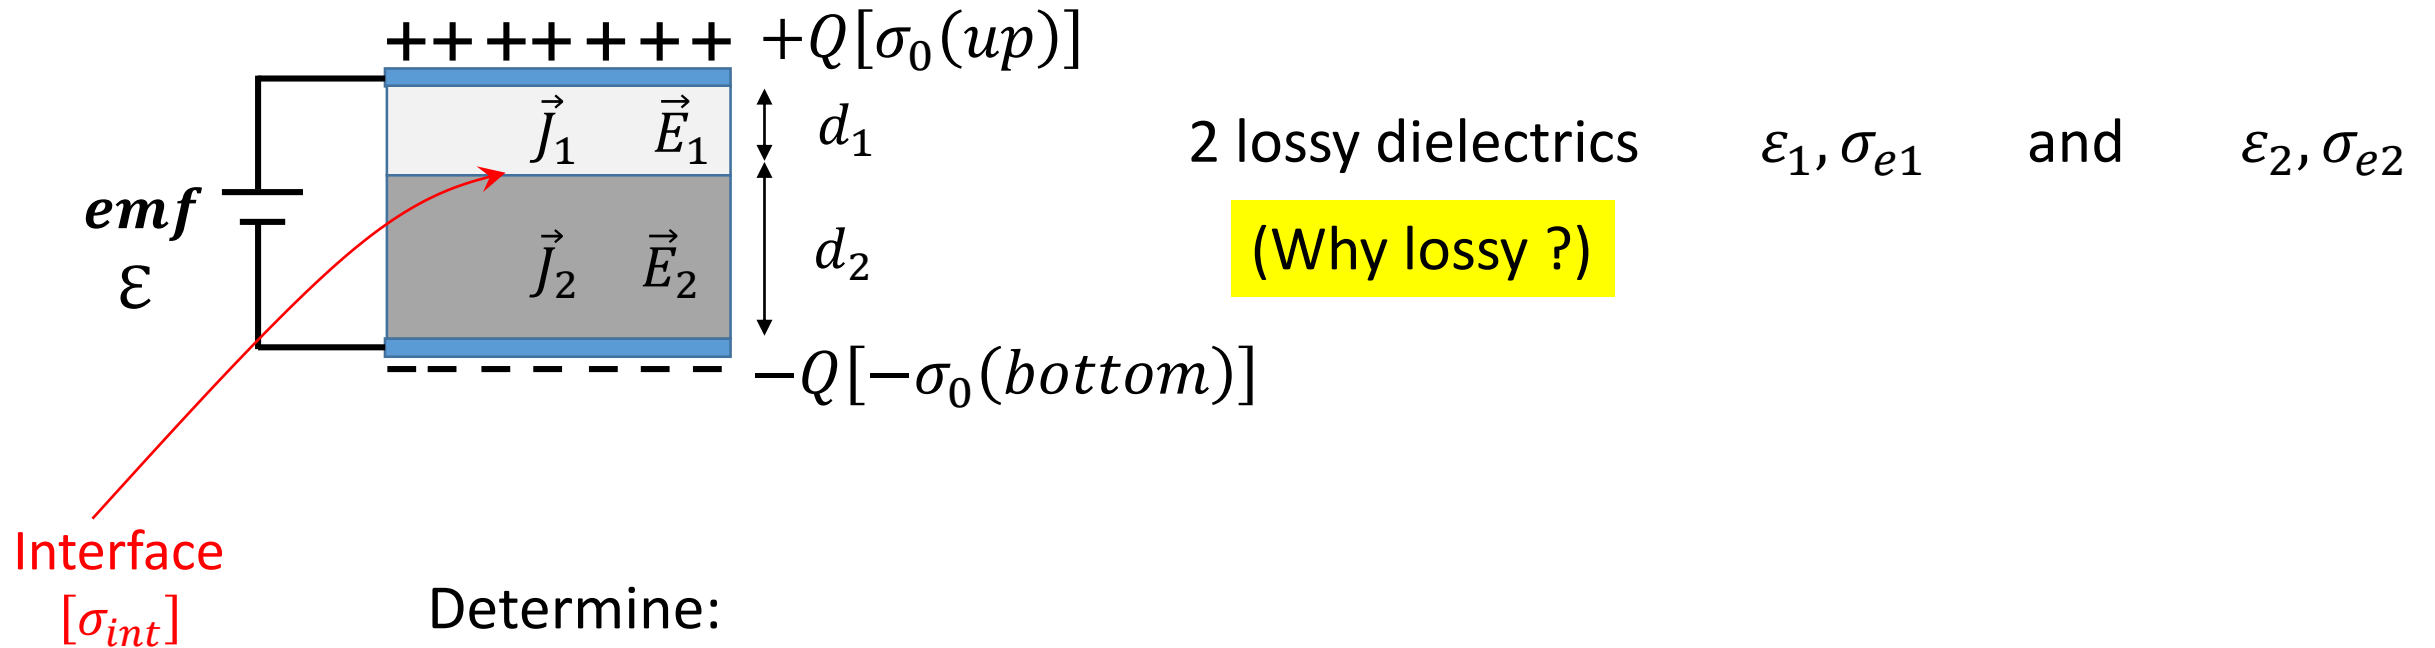 + + + + + + + +Q[σ₀(up)]
J⃗₁ E⃗₁ d₁
2 lossy dielectrics ε₁, σₑ₁ and ε₂, σₑ₂
(Why lossy ?)
emf
Ɛ
J⃗₂ E⃗₂ d₂
− − − − − − − −Q[−σ₀(bottom)]
Interface
[σᵢₙₜ]
Determine: